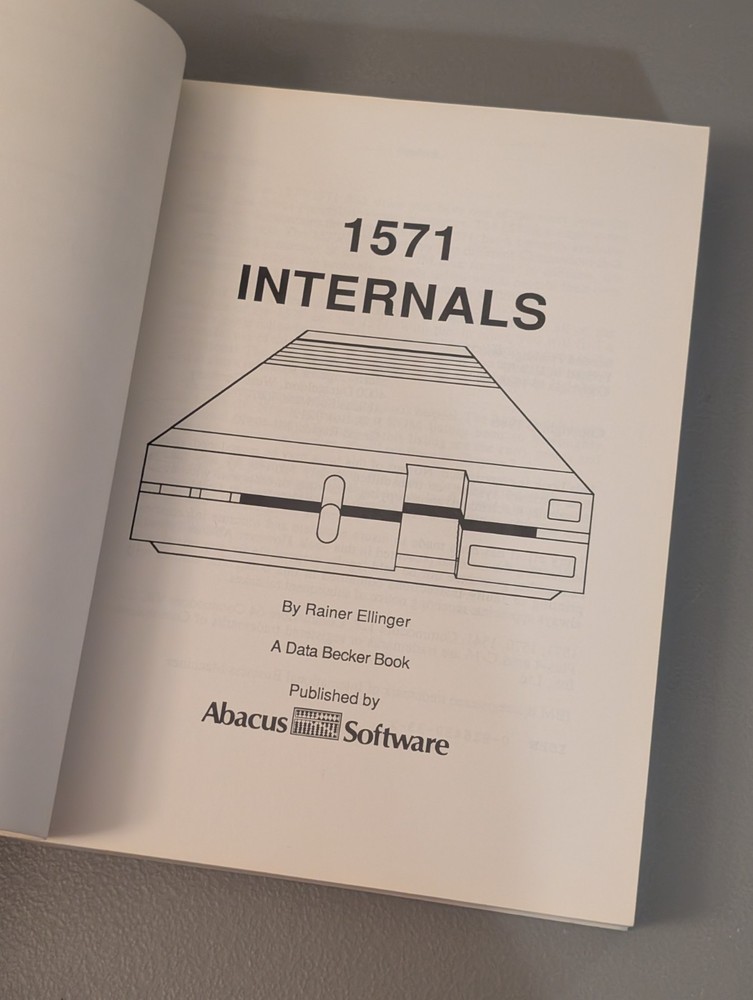 1571
INTERNALS
By Rainer Ellinger
A Data Becker Book
Published by
Abacus Software